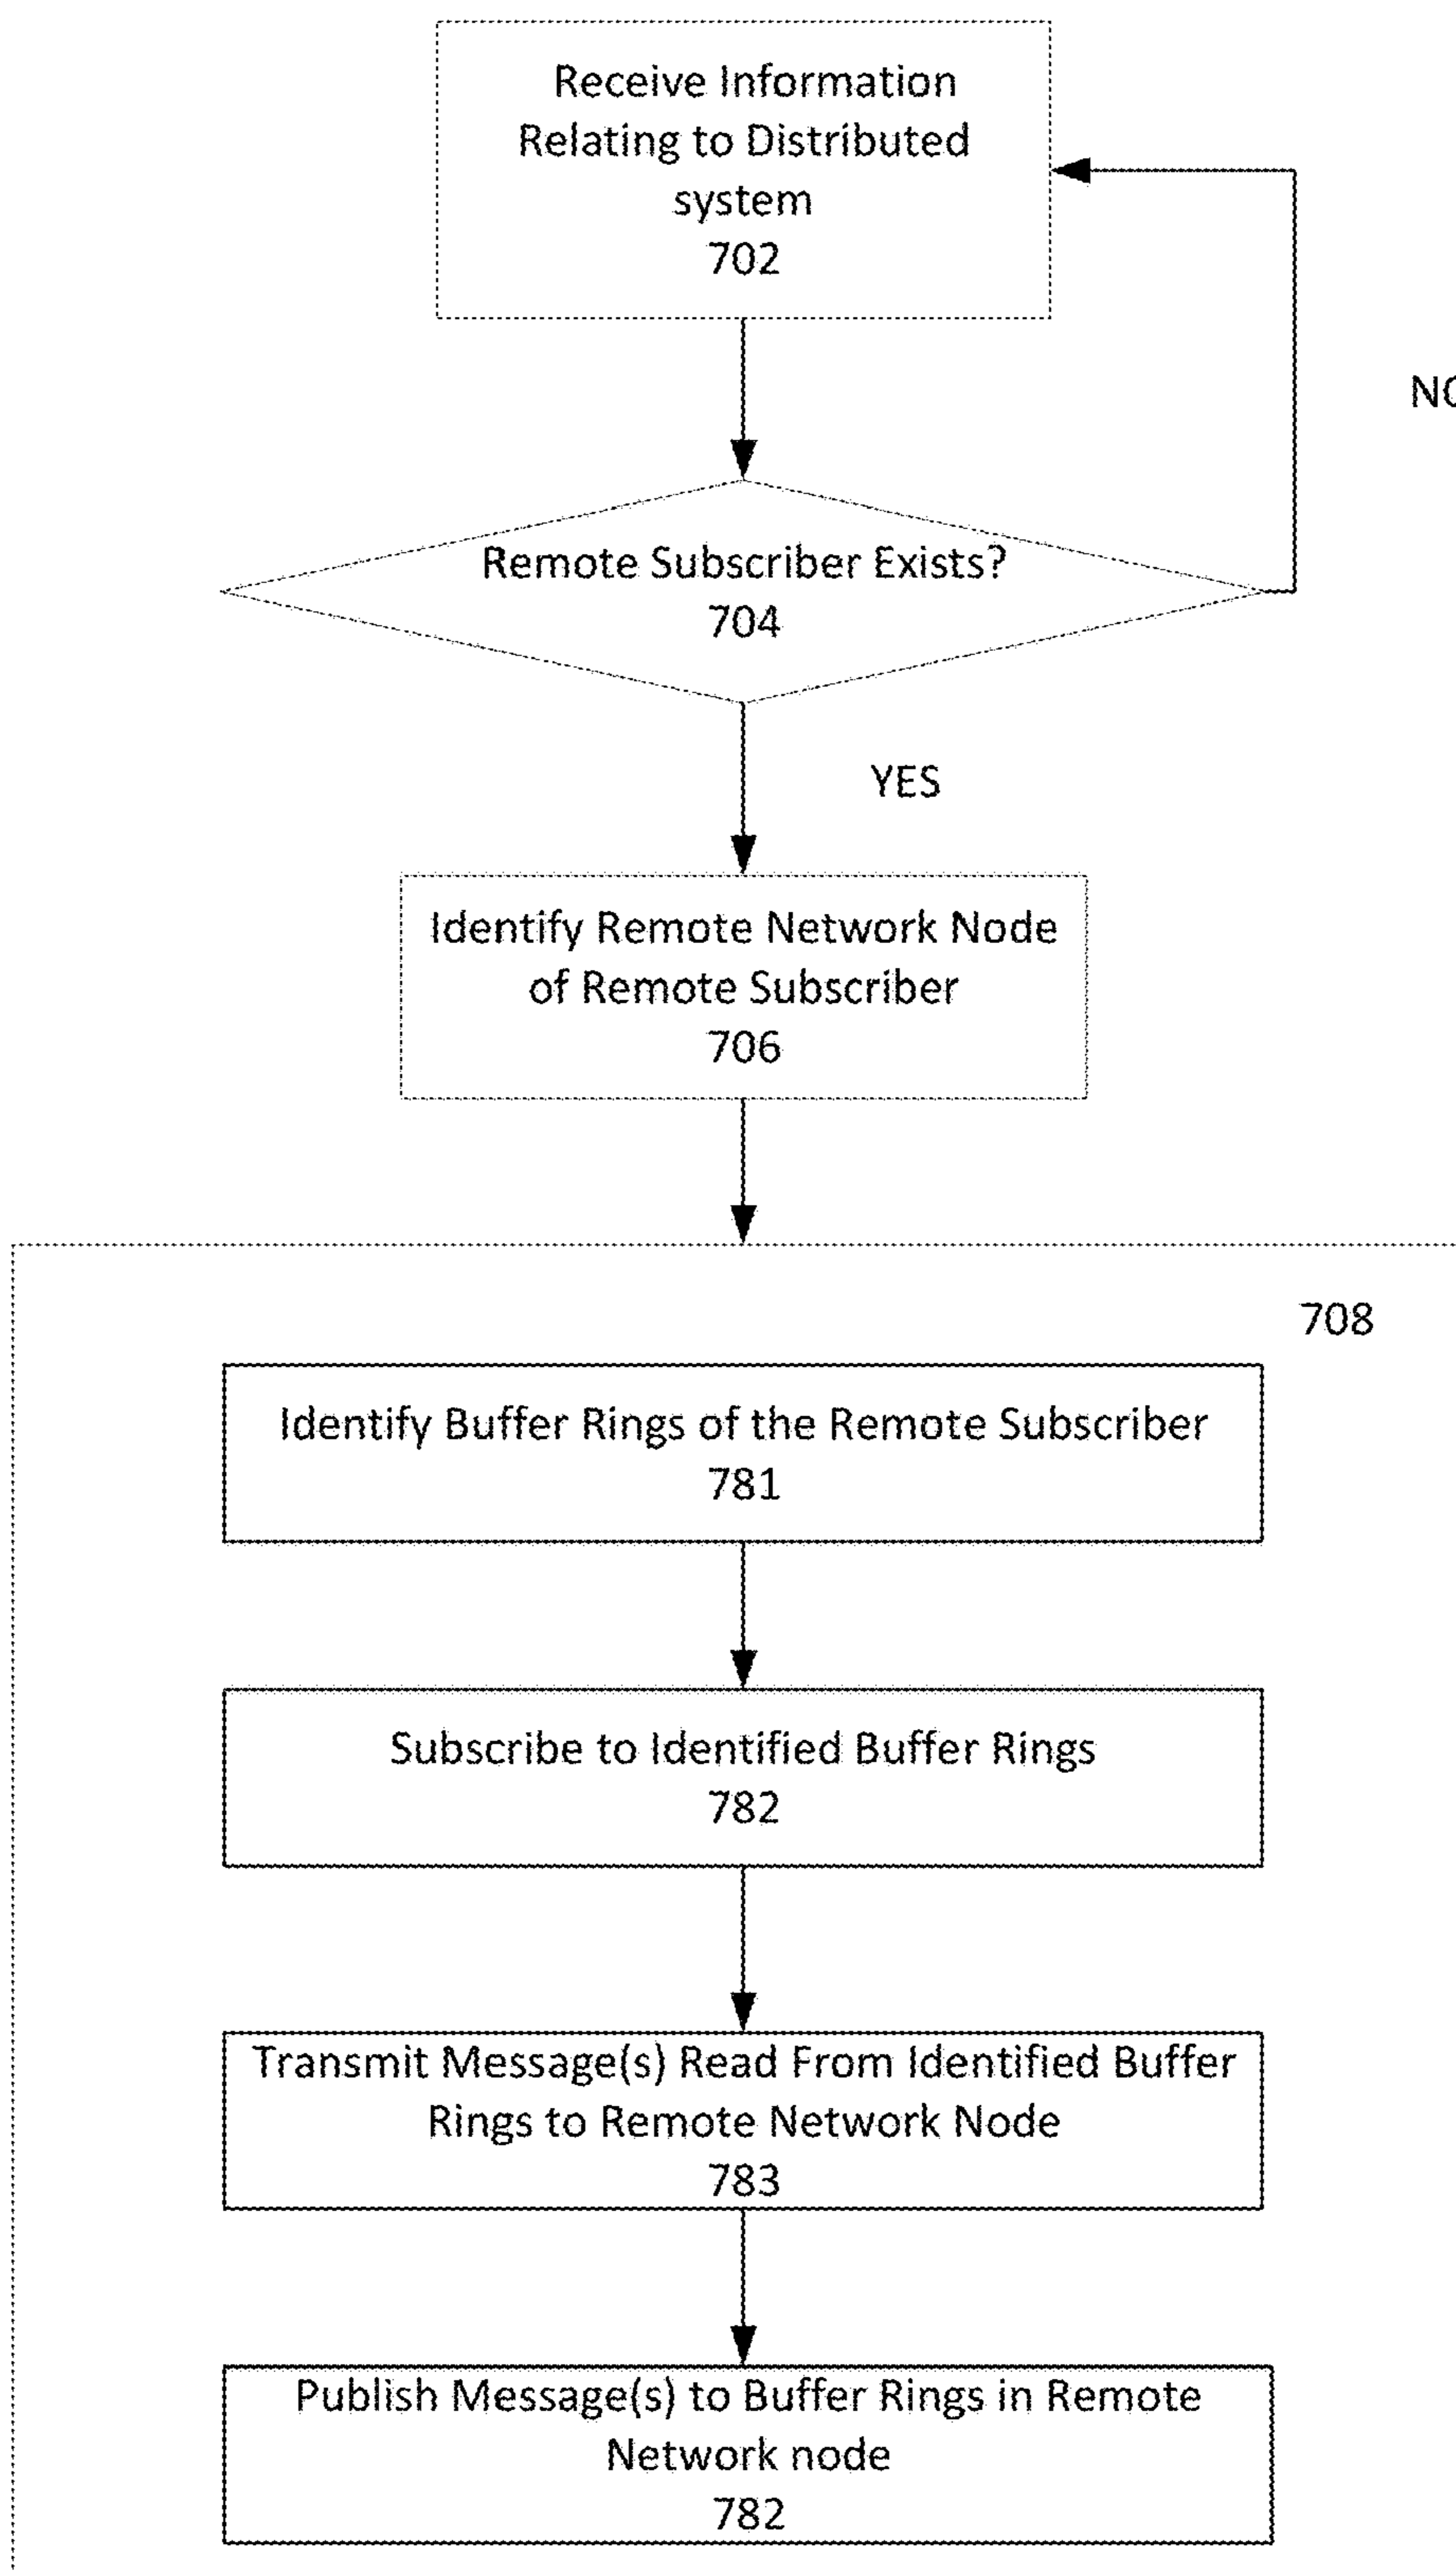 Receive Information
Relating to Distributed
system
702
NO
Remote Subscriber Exists?
704
YES
Identify Remote Network Node
of Remote Subscriber
706
708
Identify Buffer Rings of the Remote Subscriber
781
Subscribe to Identified Buffer Rings
782
Transmit Message(s) Read From Identified Buffer
Rings to Remote Network Node
783
Publish Message(s) to Buffer Rings in Remote
Network node
782